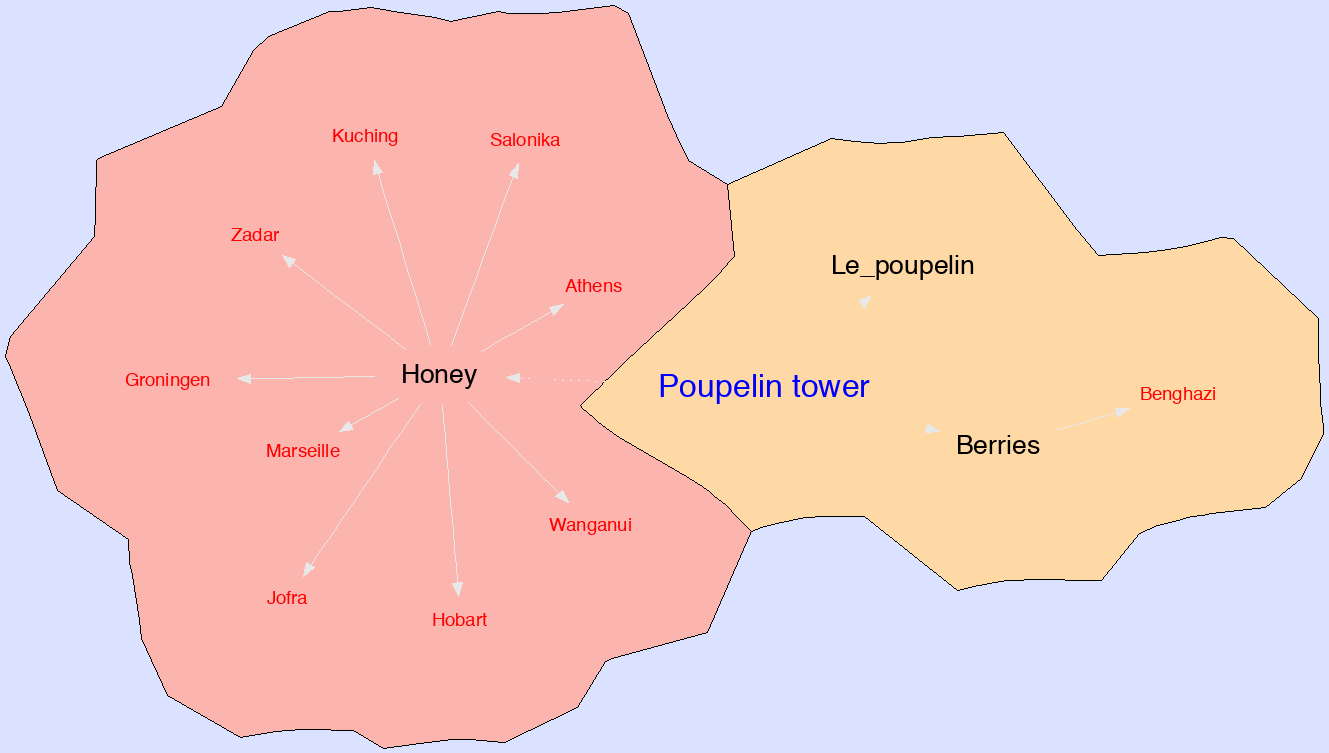 Kuching
Salonika
Zadar
Athens
Le_poupelin
Groningen
Honey
Poupelin tower
Benghazi
Marseille
Berries
Wanganui
Jofra
Hobart